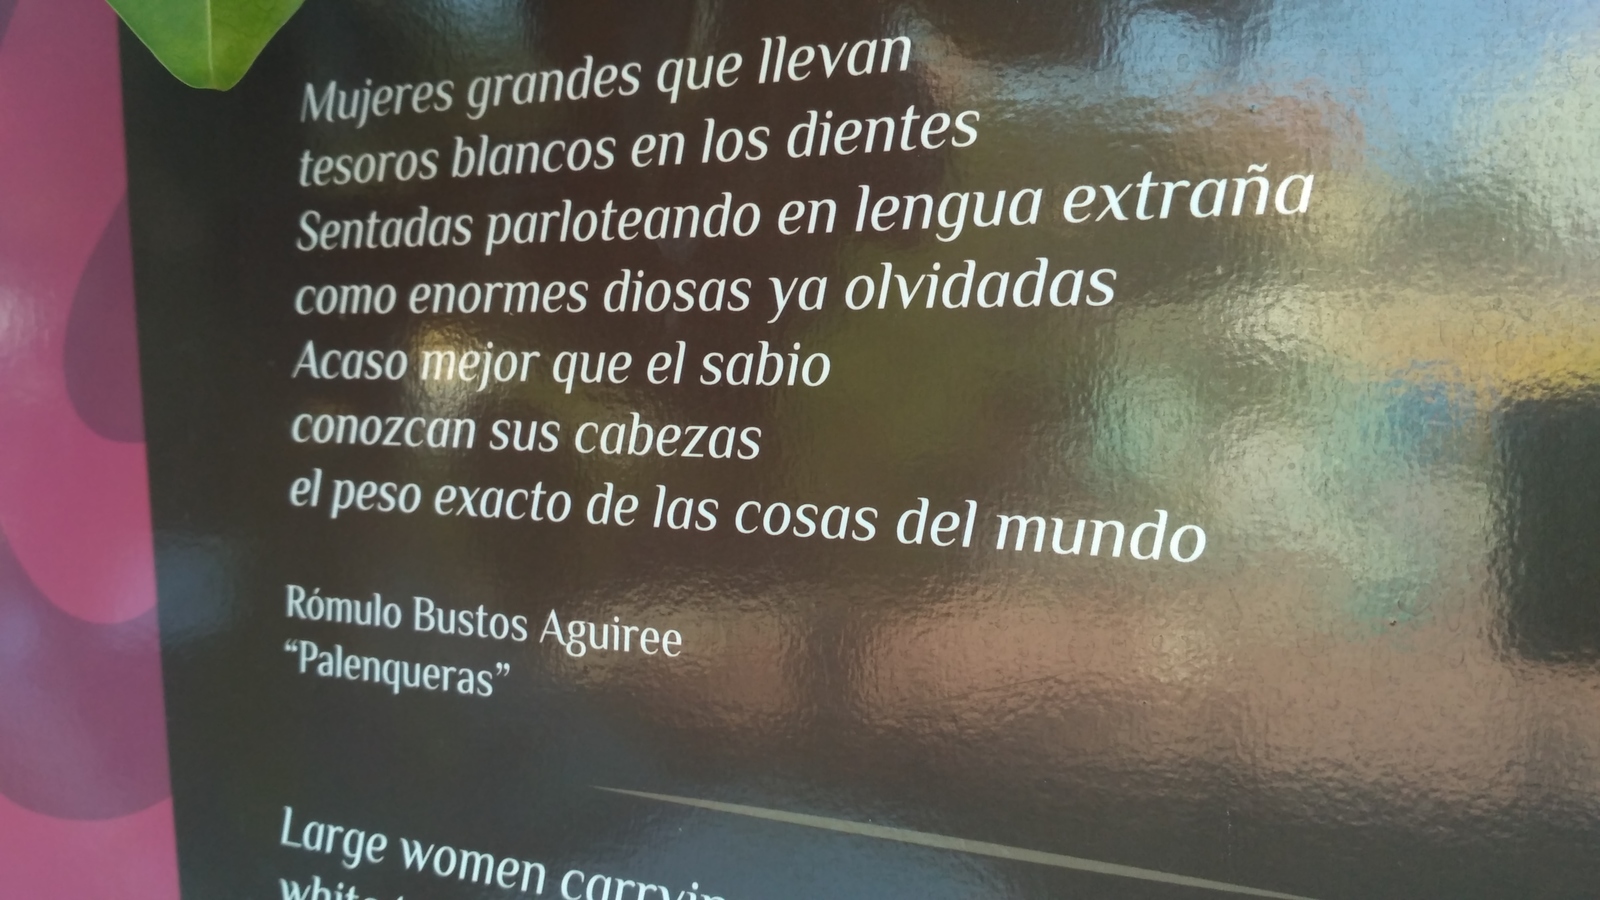 Mujeres grandes que llevan
tesoros blancos en los dientes
Sentadas parloteando en lengua extraña
como enormes diosas ya olvidadas
Acaso mejor que el sabio
conozcan sus cabezas
el peso exacto de las cosas del mundo
Rómulo Bustos Aguiree
“Palenqueras”
Large women